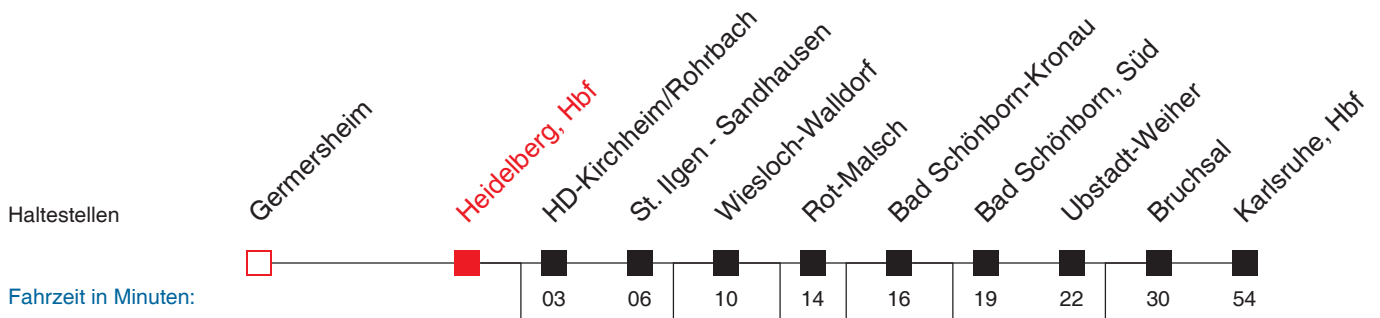 Haltestellen
Germersheim
Heidelberg, Hbf
HD-Kirchheim/Rohrbach
St. Ilgen - Sandhausen
Wiesloch-Walldorf
Rot-Malsch
Bad Schönborn-Kronau
Bad Schönborn, Süd
Ubstadt-Weiher
Bruchsal
Karlsruhe, Hbf
Fahrzeit in Minuten: 03 06 10 14 16 19 22 30 54